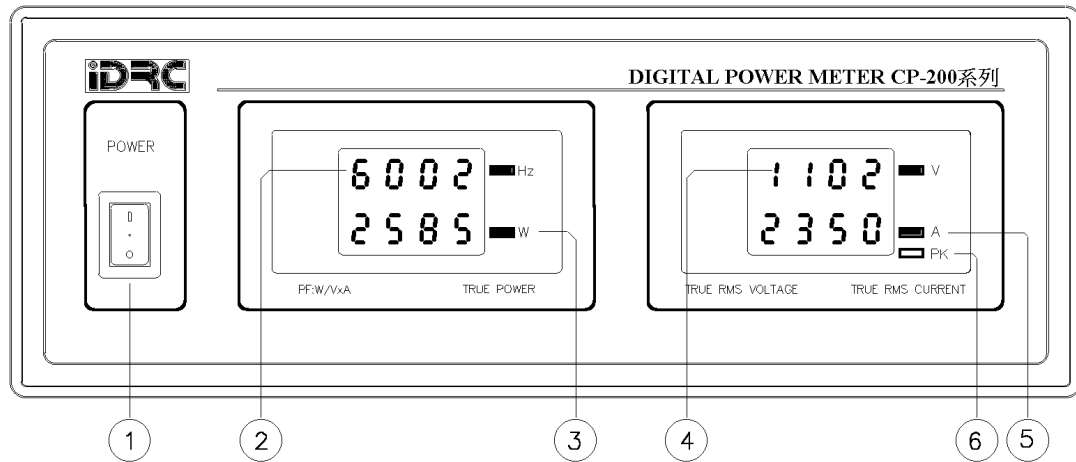 iDRC
DIGITAL POWER METER CP-200系列
POWER
6002 Hz
2585 W
PF:W/VxA TRUE POWER
1102 V
2350 A
PK
TRUE RMS VOLTAGE TRUE RMS CURRENT
1 2 3 4 6 5